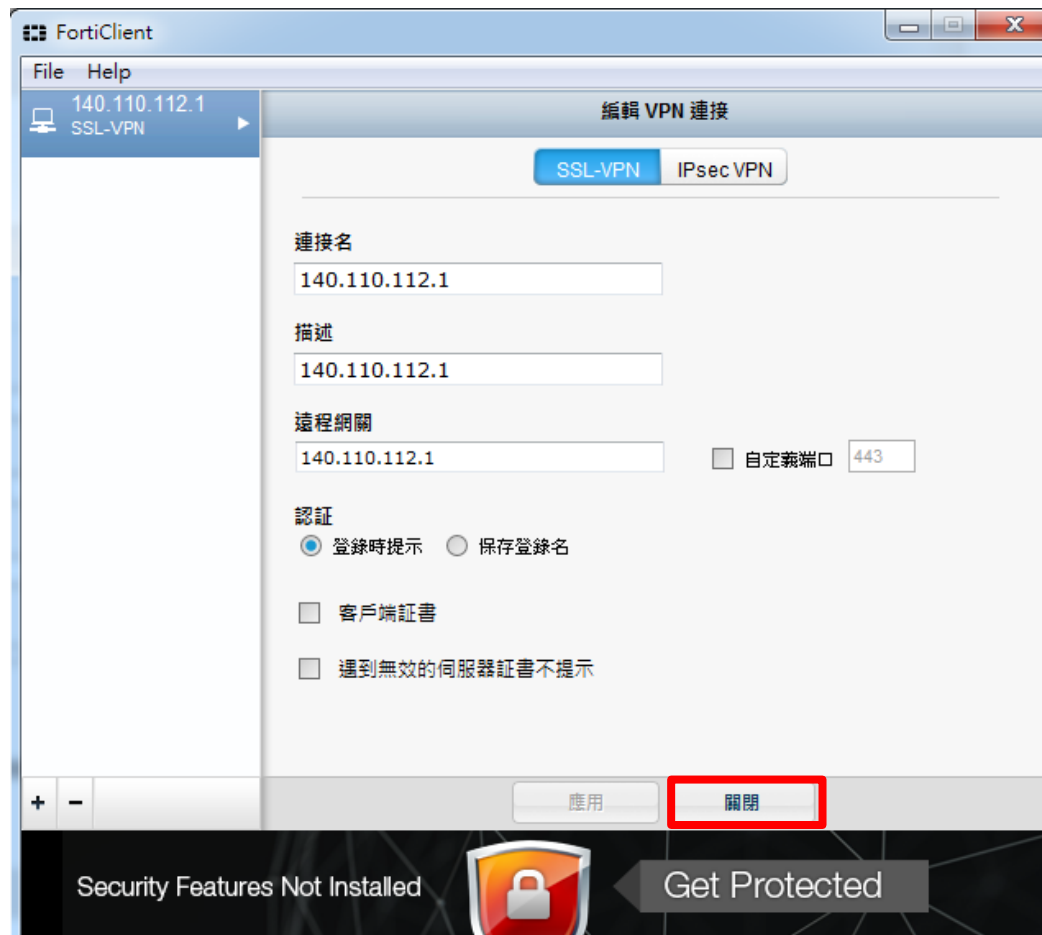 FortiClient
File Help
140.110.112.1
SSL-VPN
編輯 VPN 連接
SSL-VPN IPsec VPN
連接名
140.110.112.1
描述
140.110.112.1
遠程網關
140.110.112.1 自定義端口 443
認証
登錄時提示 保存登錄名
客戶端証書
遇到無效的伺服器証書不提示
+ −
應用 關閉
Security Features Not Installed Get Protected